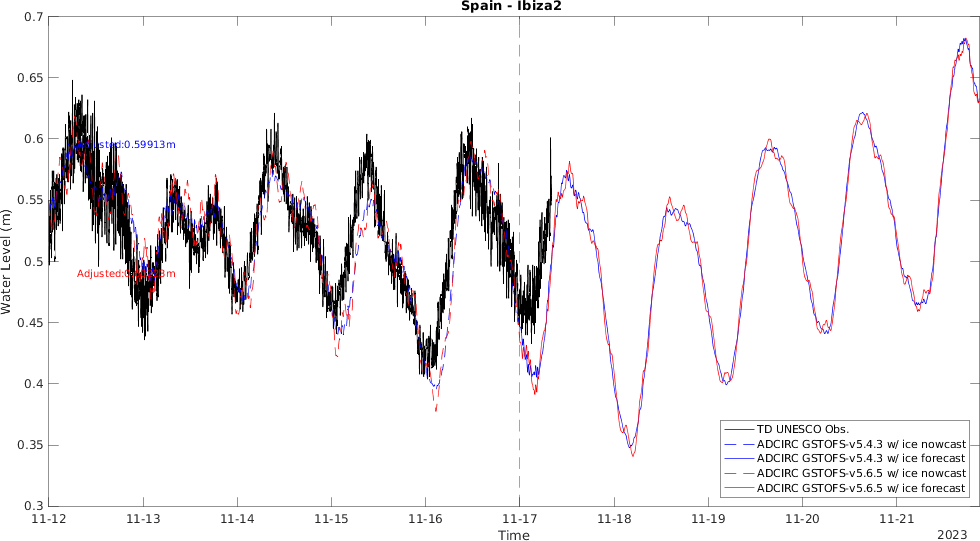 Spain - Ibiza2
0.7
0.65
0.6
0.55
0.5
0.45
0.4
0.35
0.3
Water Level (m)
Adjusted:0.59913m
11-12
11-13
11-14
11-15
11-16
11-17
11-18
11-19
11-20
11-21
Time
2023
TD UNESCO Obs.
ADCIRC GSTOFS-v5.4.3 w/ ice nowcast
ADCIRC GSTOFS-v5.4.3 w/ ice forecast
ADCIRC GSTOFS-v5.6.5 w/ ice nowcast
ADCIRC GSTOFS-v5.6.5 w/ ice forecast